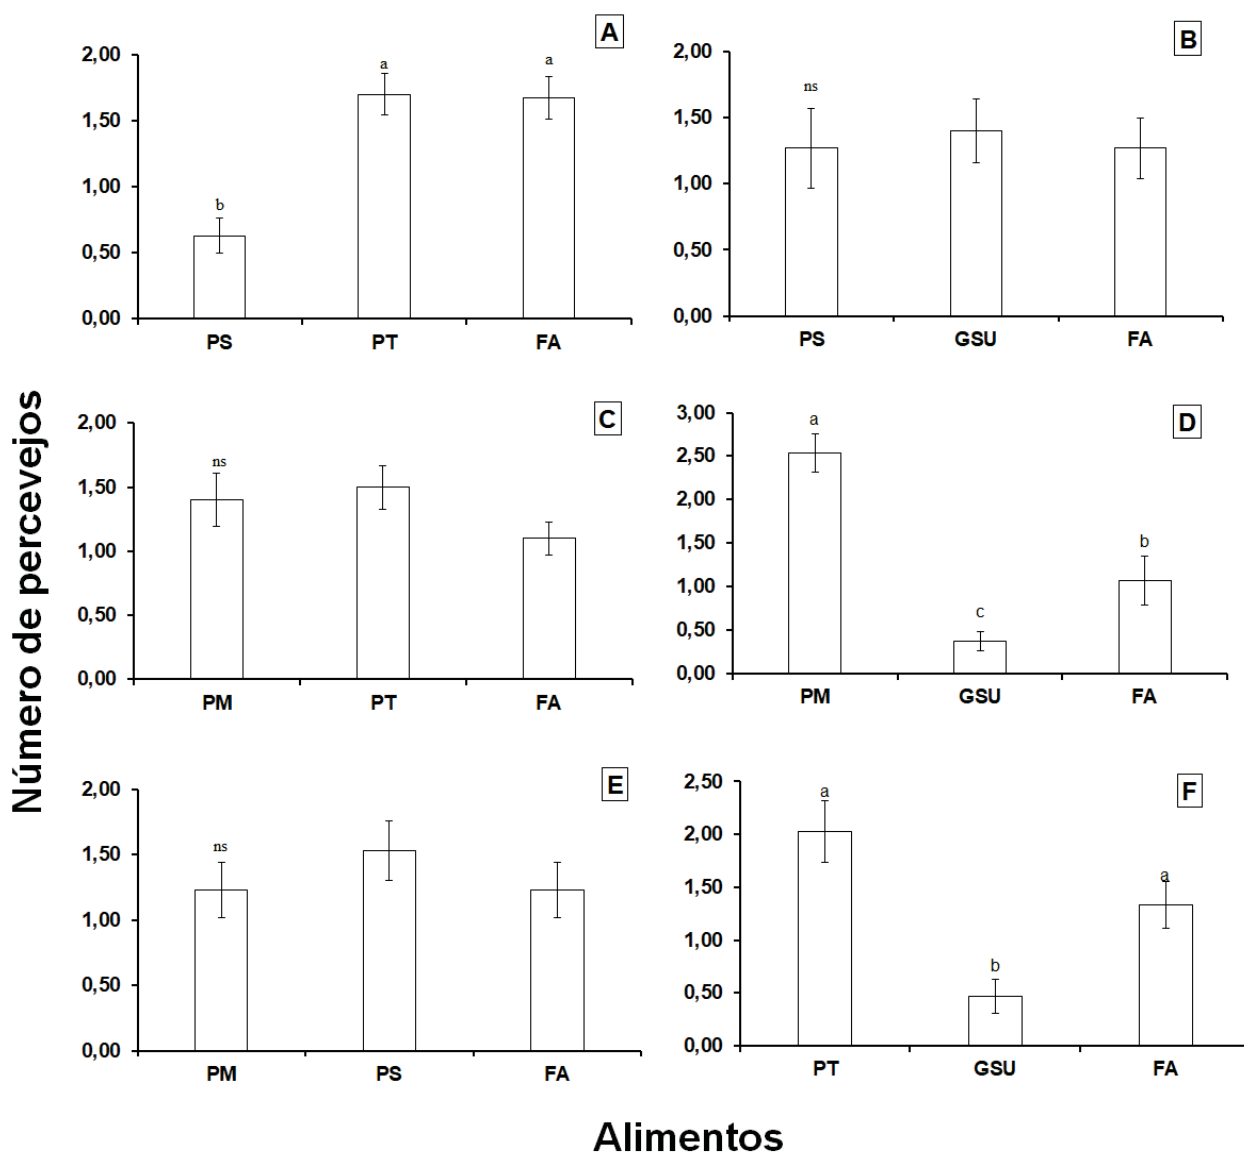 Número de percevejos
A
2,00
1,50
1,00
0,50
0,00
b
a
a
PS PT FA
B
2,00
1,50
1,00
0,50
0,00
ns
PS GSU FA
C
2,00
1,50
1,00
0,50
0,00
ns
PM PT FA
D
3,00
2,50
2,00
1,50
1,00
0,50
0,00
a
c
b
PM GSU FA
E
2,00
1,50
1,00
0,50
0,00
ns
PM PS FA
F
2,50
2,00
1,50
1,00
0,50
0,00
a
b
a
PT GSU FA
Alimentos